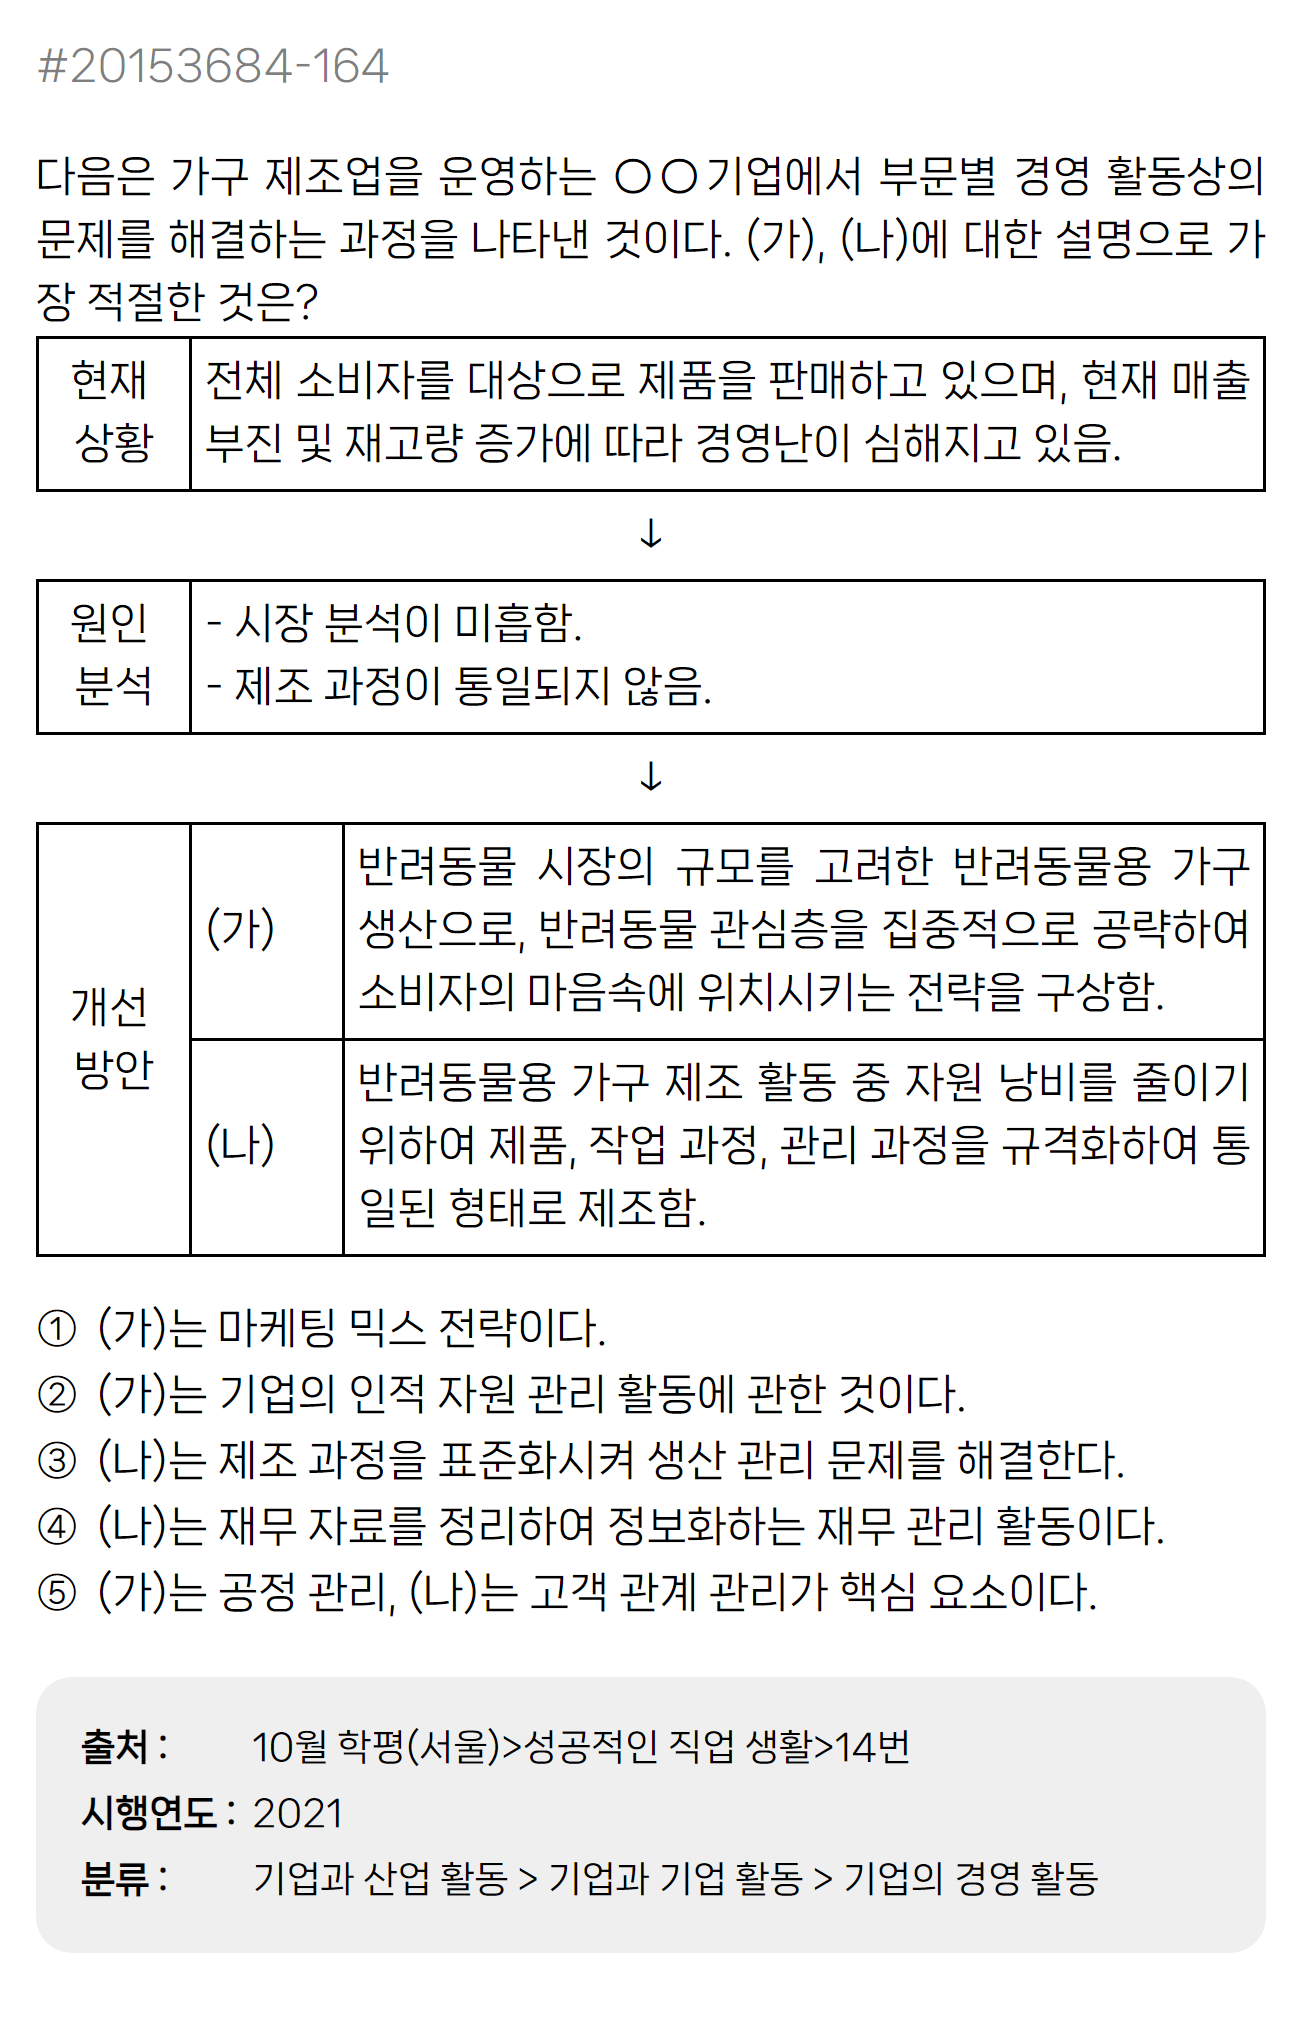 #20153684-164
다음은 가구 제조업을 운영하는 ○○기업에서 부문별 경영 활동상의
문제를 해결하는 과정을 나타낸 것이다. (가), (나)에 대한 설명으로 가
장 적절한 것은?
현재 상황
전체 소비자를 대상으로 제품을 판매하고 있으며, 현재 매출
부진 및 재고량 증가에 따라 경영난이 심해지고 있음.
↓
원인 분석
- 시장 분석이 미흡함.
- 제조 과정이 통일되지 않음.
↓
개선 방안
(가)
반려동물 시장의 규모를 고려한 반려동물용 가구
생산으로, 반려동물 관심층을 집중적으로 공략하여
소비자의 마음속에 위치시키는 전략을 구상함.
(나)
반려동물용 가구 제조 활동 중 자원 낭비를 줄이기
위하여 제품, 작업 과정, 관리 과정을 규격화하여 통
일된 형태로 제조함.
① (가)는 마케팅 믹스 전략이다.
② (가)는 기업의 인적 자원 관리 활동에 관한 것이다.
③ (나)는 제조 과정을 표준화시켜 생산 관리 문제를 해결한다.
④ (나)는 재무 자료를 정리하여 정보화하는 재무 관리 활동이다.
⑤ (가)는 공정 관리, (나)는 고객 관계 관리가 핵심 요소이다.
출처 : 10월 학평(서울)>성공적인 직업 생활>14번
시행연도 : 2021
분류 : 기업과 산업 활동 > 기업과 기업 활동 > 기업의 경영 활동